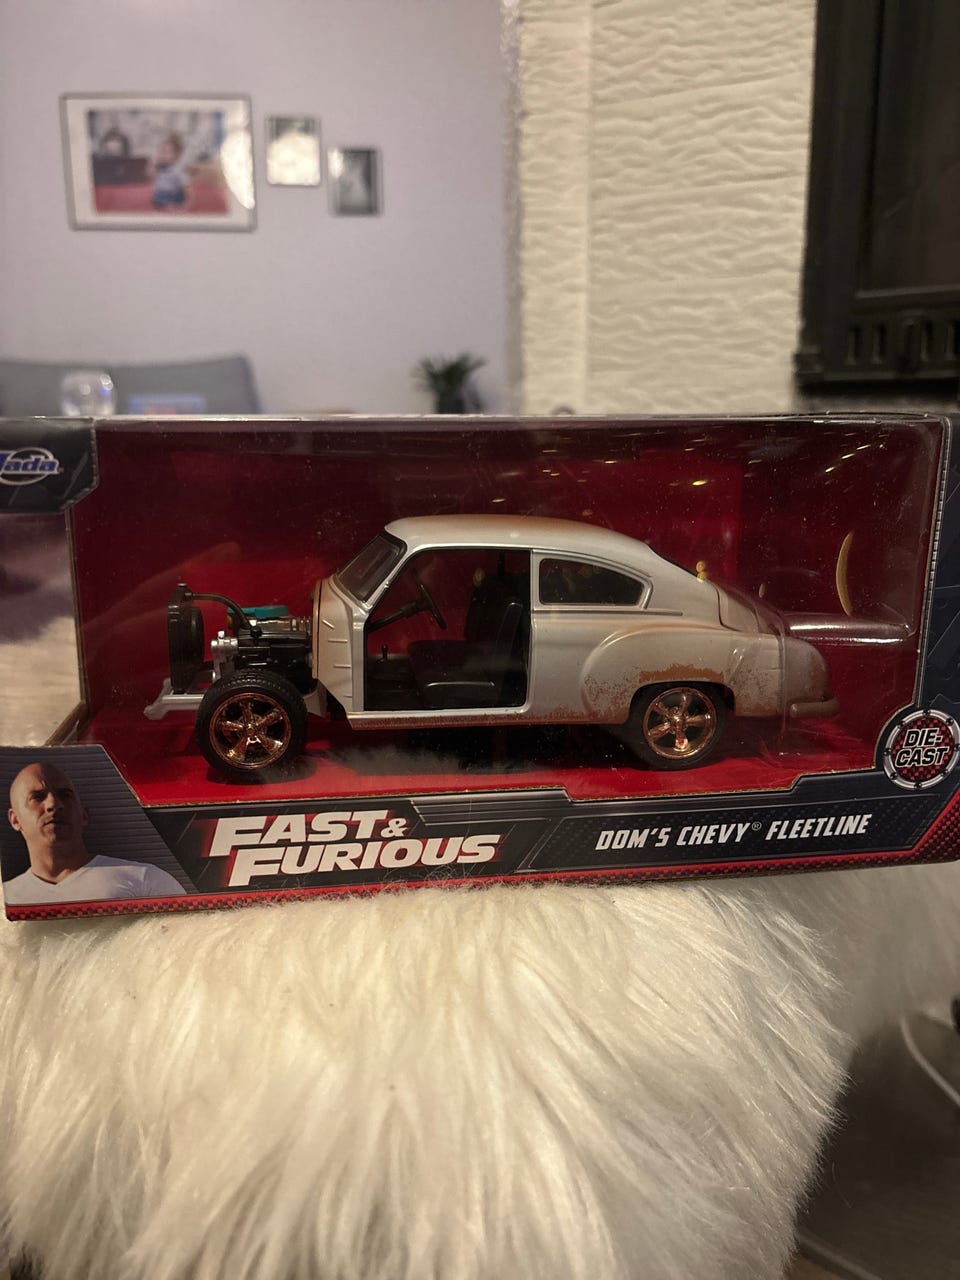 Jada
DIE-
CAST
FAST &
FURIOUS
DOM'S CHEVY® FLEETLINE